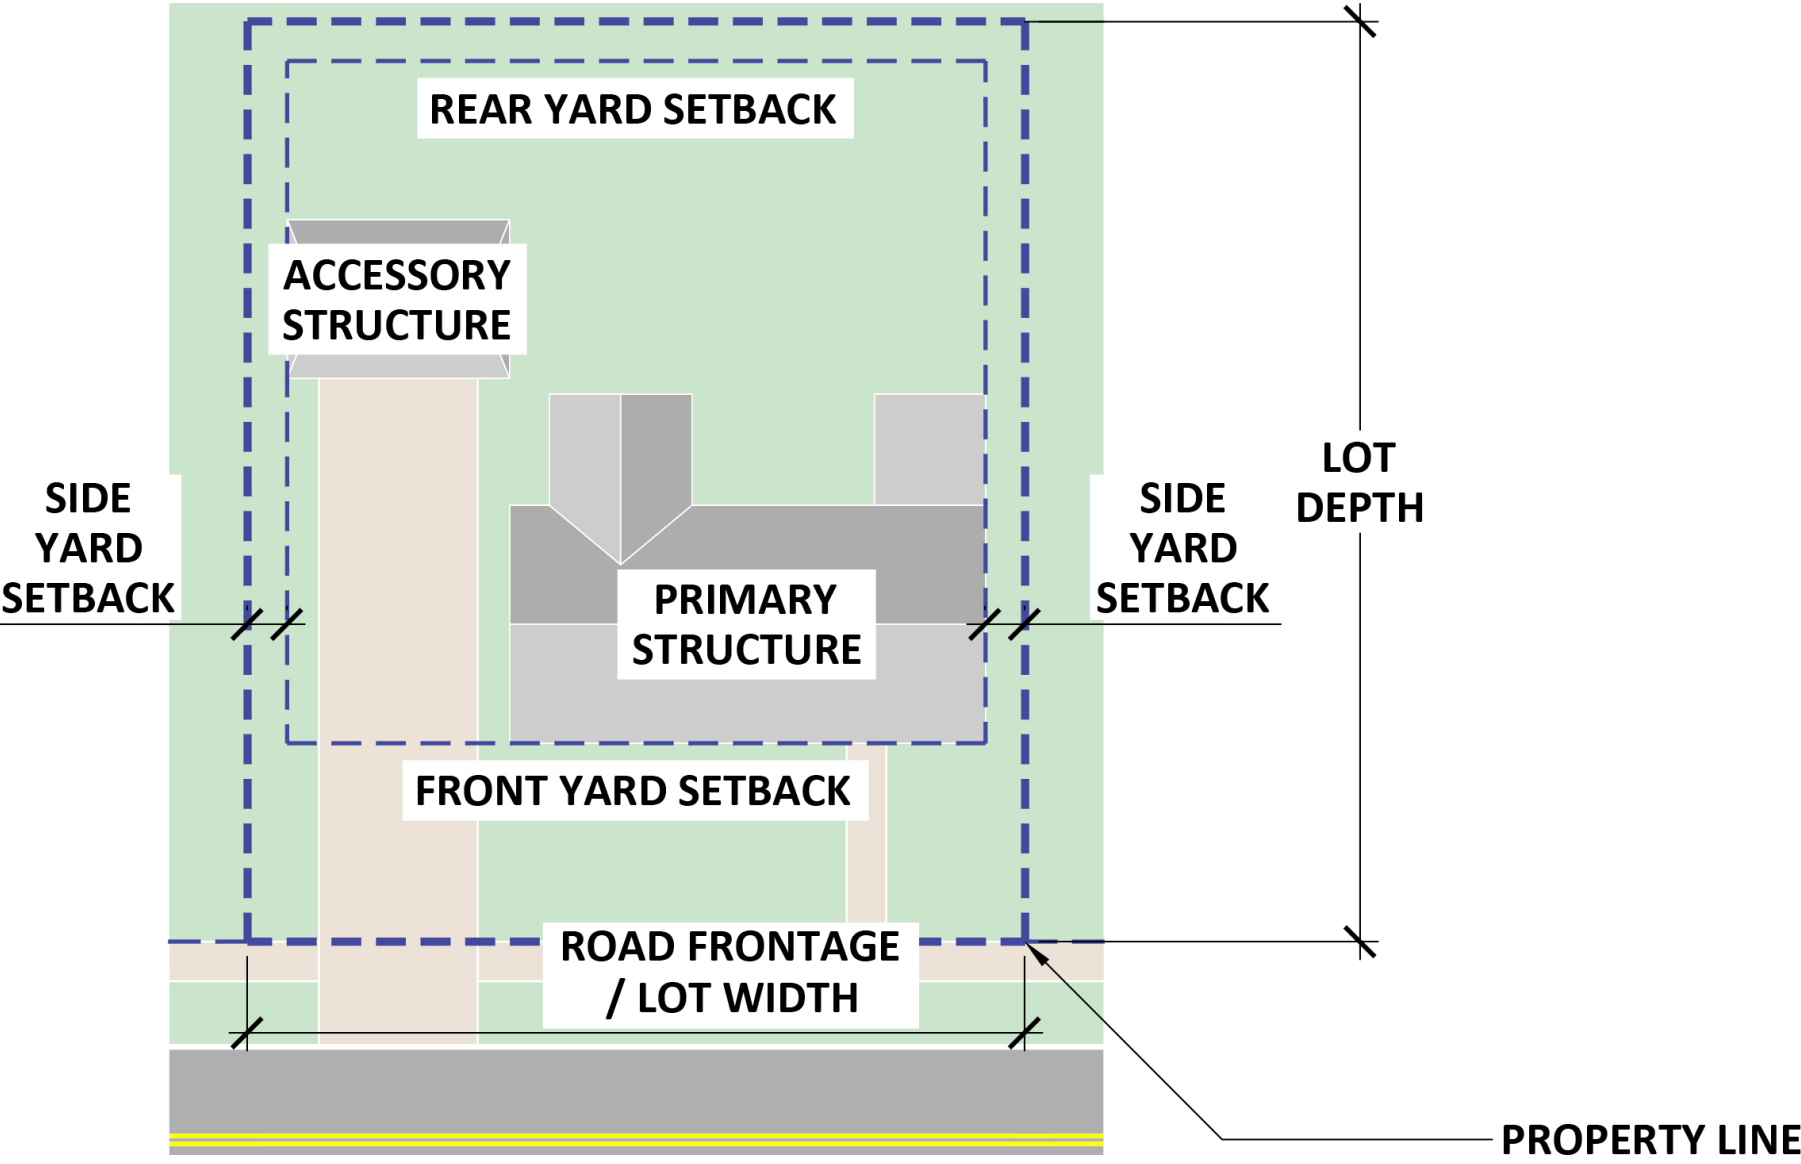 REAR YARD SETBACK
ACCESSORY
STRUCTURE
LOT
DEPTH
SIDE
YARD
SETBACK
SIDE
YARD
SETBACK
PRIMARY
STRUCTURE
FRONT YARD SETBACK
ROAD FRONTAGE
/ LOT WIDTH
PROPERTY LINE